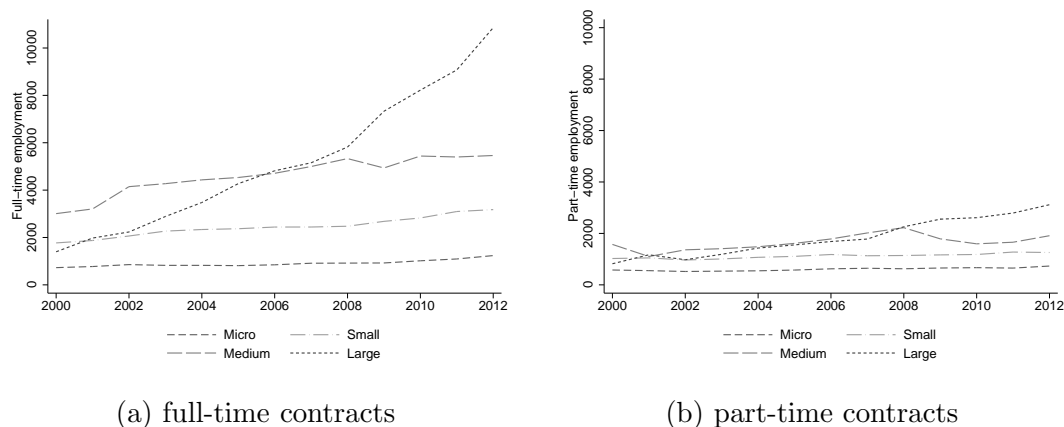 Full−time employment
10000
8000
6000
4000
2000
0
2000 2002 2004 2006 2008 2010 2012
Micro Small
Medium Large
(a) full-time contracts
Part−time employment
10000
8000
6000
4000
2000
0
2000 2002 2004 2006 2008 2010 2012
Micro Small
Medium Large
(b) part-time contracts